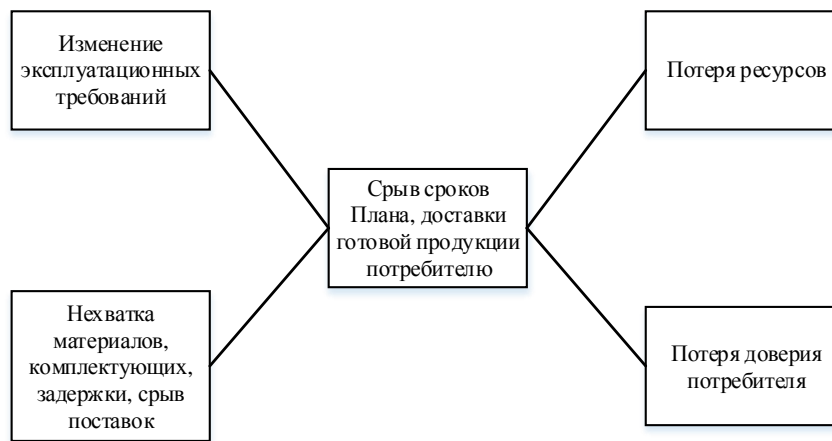 Изменение
эксплуатационных
требований
Потеря ресурсов
Срыв сроков
Плана, доставки
готовой продукции
потребителю
Нехватка
материалов,
комплектующих,
задержки, срыв
поставок
Потеря доверия
потребителя